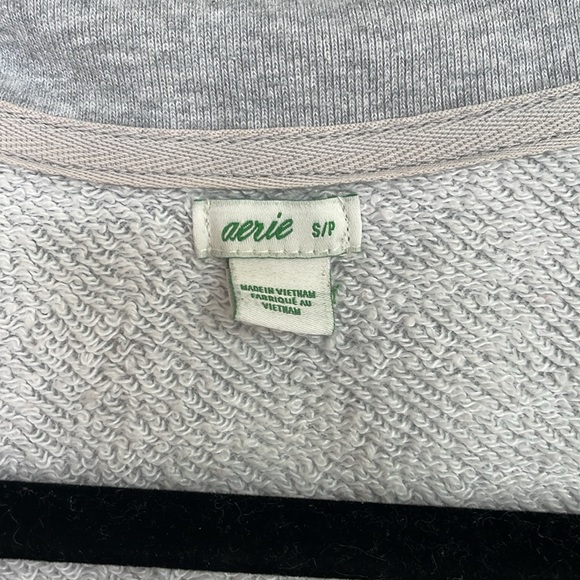 aerie S/P
MADE IN VIETNAM
FABRIQUÉ AU
VIETNAM